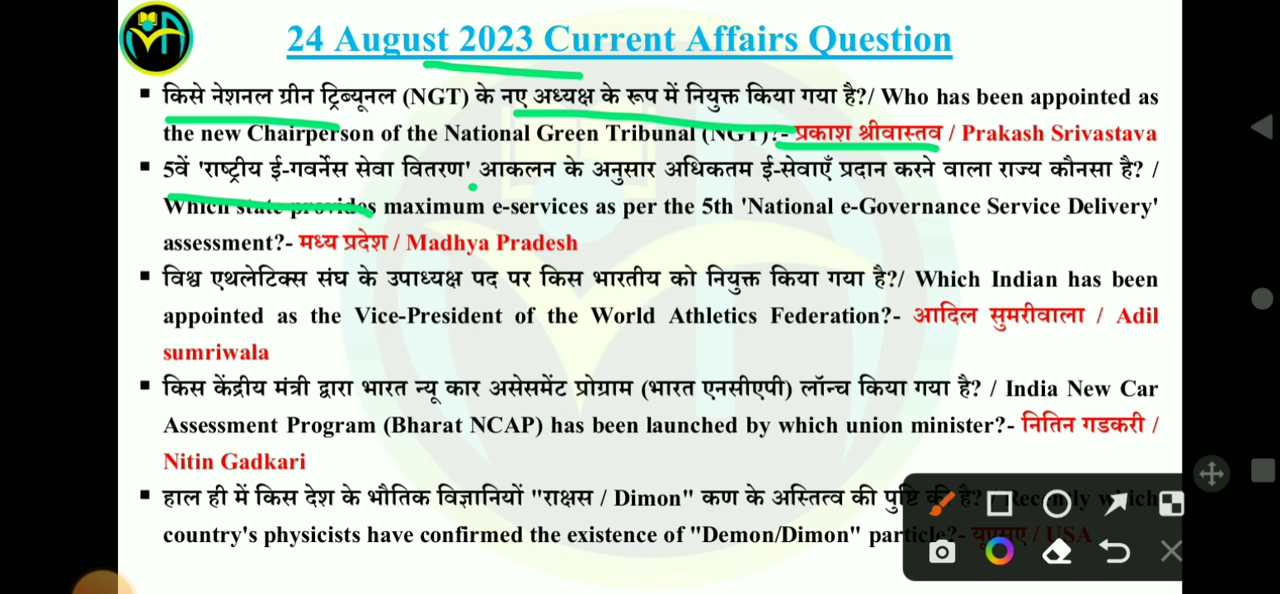 24 August 2023 Current Affairs Question
▪ किसे नेशनल ग्रीन ट्रिब्यूनल (NGT) के नए अध्यक्ष के रूप में नियुक्त किया गया है?/ Who has been appointed as
the new Chairperson of the National Green Tribunal (NGT)?- प्रकाश श्रीवास्तव / Prakash Srivastava
▪ 5वें 'राष्ट्रीय ई-गवर्नेस सेवा वितरण' आकलन के अनुसार अधिकतम ई-सेवाएँ प्रदान करने वाला राज्य कौनसा है? /
Which state provides maximum e-services as per the 5th 'National e-Governance Service Delivery'
assessment?- मध्य प्रदेश / Madhya Pradesh
▪ विश्व एथलेटिक्स संघ के उपाध्यक्ष पद पर किस भारतीय को नियुक्त किया गया है?/ Which Indian has been
appointed as the Vice-President of the World Athletics Federation?- आदिल सुमरीवाला / Adil
sumriwala
▪ किस केंद्रीय मंत्री द्वारा भारत न्यू कार असेसमेंट प्रोग्राम (भारत एनसीएपी) लॉन्च किया गया है? / India New Car
Assessment Program (Bharat NCAP) has been launched by which union minister?- नितिन गडकरी /
Nitin Gadkari
▪ हाल ही में किस देश के भौतिक विज्ञानियों "राक्षस / Dimon" कण के अस्तित्व की पुष्टि की है? / Recently which
country's physicists have confirmed the existence of "Demon/Dimon" particle?- यूएसए / USA